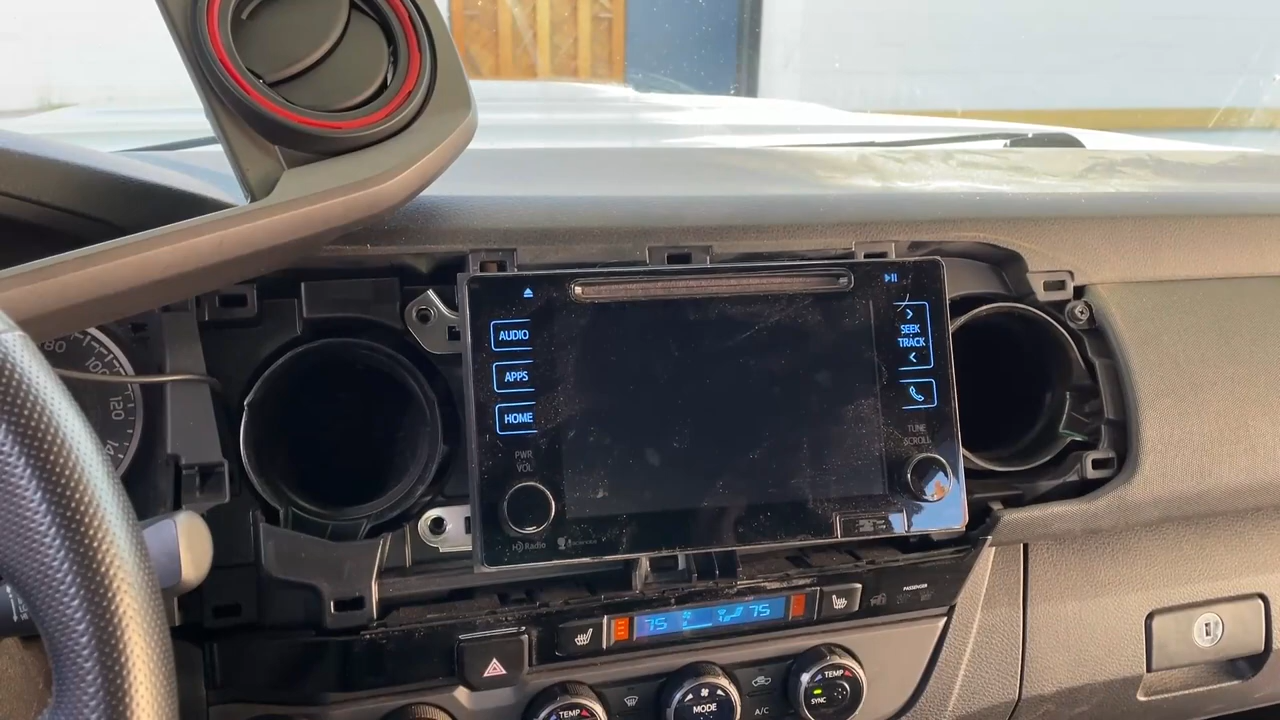 80
100
120
AUDIO
APPS
HOME
PWR
VOL
HD Radio
SEEK
TRACK
TUNE
SCROLL
75
75
PASSENGER
TEMP
MODE
A/C
TEMP
SYNC